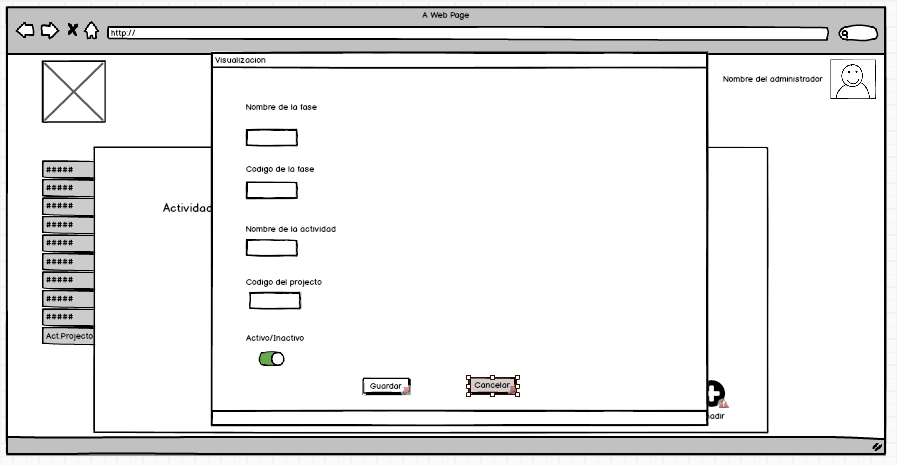 A Web Page
http://
Visualizacion
Nombre del administrador
Nombre de la fase
Codigo de la fase
#####
#####
#####
#####
#####
#####
#####
#####
#####
Act.Projecto
Actividad
Nombre de la actividad
Codigo del projecto
Activo/Inactivo
Guardar
Cancelar
adir